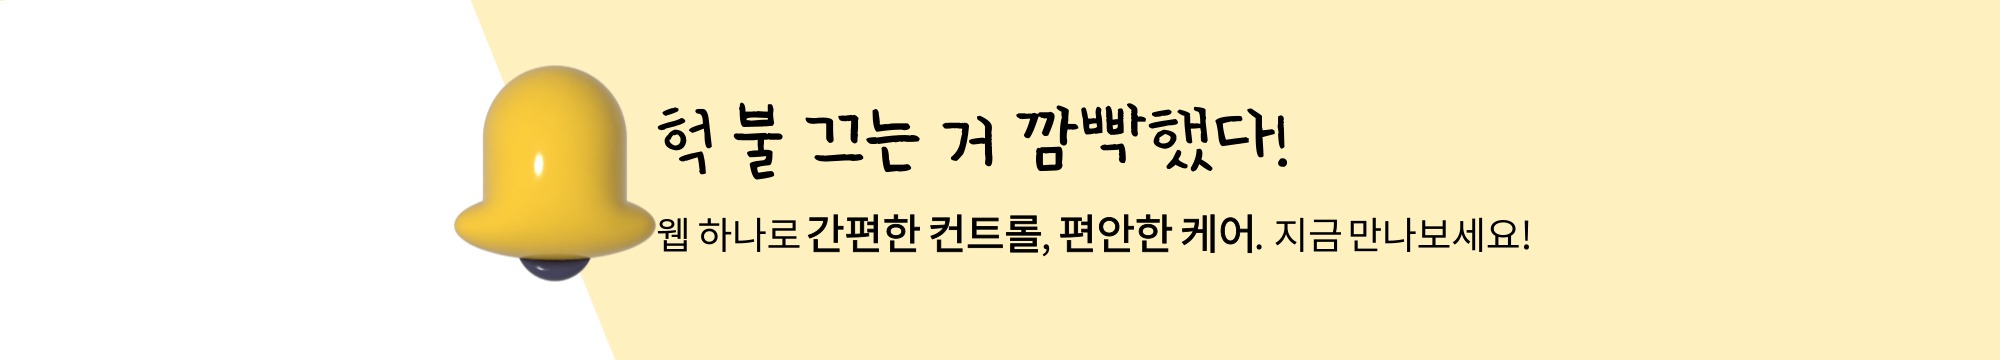 헉 불 끄는 거 깜빡했다!
웹 하나로 간편한 컨트롤, 편안한 케어. 지금 만나보세요!